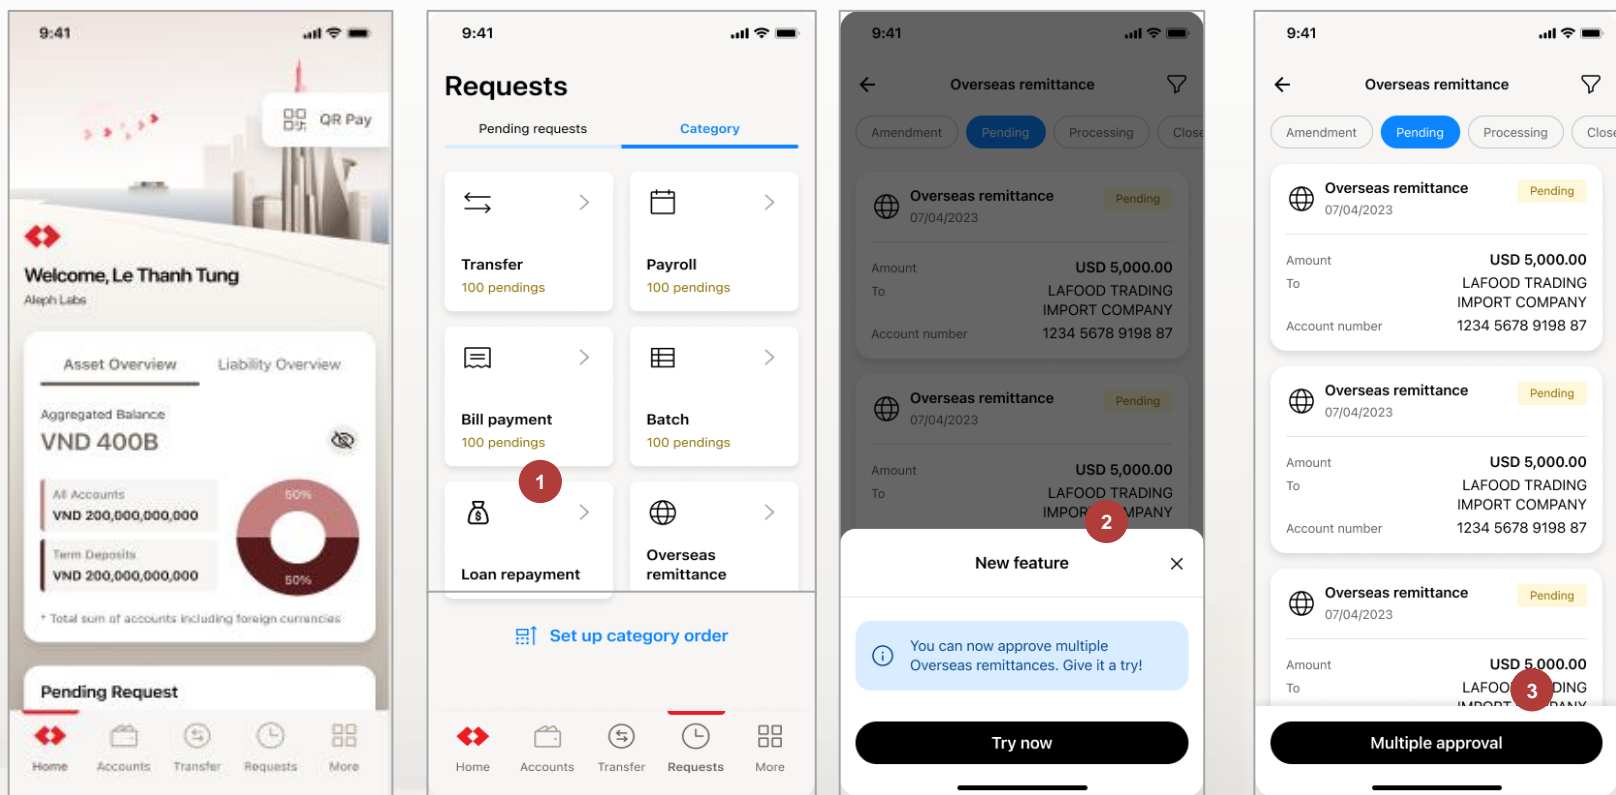 9:41
QR Pay
Welcome, Le Thanh Tung
Aleph Labs
Asset Overview
Liability Overview
Aggregated Balance
VND 400B
All Accounts
VND 200,000,000,000
Term Deposits
VND 200,000,000,000
50%
50%
* Total sum of accounts including foreign currencies
Pending Request
Home
Accounts
Transfer
Requests
More
9:41
Requests
Pending requests
Category
Transfer
100 pendings
Payroll
100 pendings
Bill payment
100 pendings
Batch
100 pendings
1
Loan repayment
Overseas
remittance
Set up category order
Home
Accounts
Transfer
Requests
More
9:41
Overseas remittance
Amendment
Pending
Processing
Close
Overseas remittance
Pending
07/04/2023
Amount
USD 5,000.00
To
LAFOOD TRADING
IMPORT COMPANY
Account number
1234 5678 9198 87
Overseas remittance
Pending
07/04/2023
Amount
USD 5,000.00
To
LAFOOD TRADING
IMPOR MPANY
2
New feature
You can now approve multiple
Overseas remittances. Give it a try!
Try now
9:41
Overseas remittance
Amendment
Pending
Processing
Close
Overseas remittance
Pending
07/04/2023
Amount
USD 5,000.00
To
LAFOOD TRADING
IMPORT COMPANY
Account number
1234 5678 9198 87
Overseas remittance
Pending
07/04/2023
Amount
USD 5,000.00
To
LAFOOD TRADING
IMPORT COMPANY
Account number
1234 5678 9198 87
Overseas remittance
Pending
07/04/2023
Amount
USD 5,000.00
To
LAFOO DING
3
Multiple approval